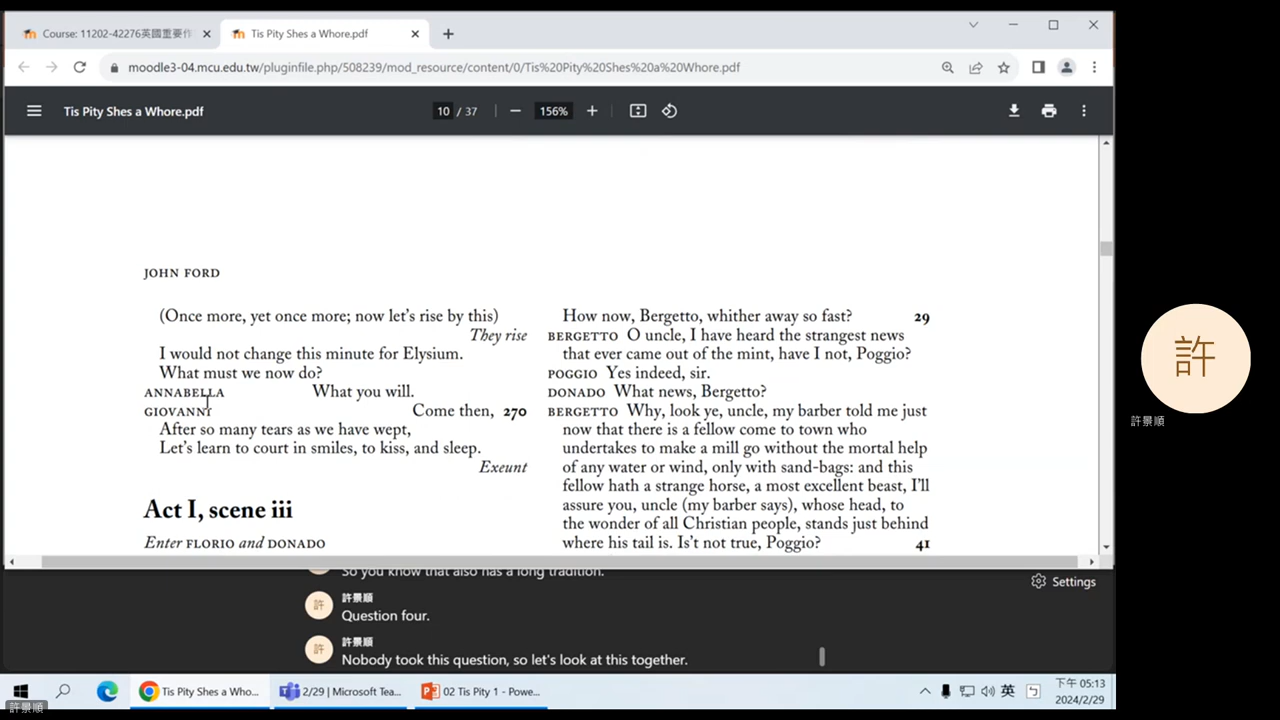 Course: 11202-42276英國重要作
Tis Pity Shes a Whore.pdf
moodle3-04.mcu.edu.tw/pluginfile.php/508239/mod_resource/content/0/Tis%20Pity%20Shes%20a%20Whore.pdf
Tis Pity Shes a Whore.pdf
10 / 37
156%
JOHN FORD
(Once more, yet once more; now let's rise by this)
They rise
I would not change this minute for Elysium.
What must we now do?
ANNABELLA What you will.
GIOVANNI Come then, 270
After so many tears as we have wept,
Let's learn to court in smiles, to kiss, and sleep.
Exeunt
Act I, scene iii
Enter FLORIO and DONADO
How now, Bergetto, whither away so fast? 29
BERGETTO O uncle, I have heard the strangest news
that ever came out of the mint, have I not, Poggio?
POGGIO Yes indeed, sir.
DONADO What news, Bergetto?
BERGETTO Why, look ye, uncle, my barber told me just
now that there is a fellow come to town who
undertakes to make a mill go without the mortal help
of any water or wind, only with sand-bags: and this
fellow hath a strange horse, a most excellent beast, I'll
assure you, uncle (my barber says), whose head, to
the wonder of all Christian people, stands just behind
where his tail is. Is't not true, Poggio? 41
So you know that also has a long tradition.
許景順
Question four.
許景順
Nobody took this question, so let's look at this together.
Settings
許
許景順
Tis Pity Shes a Who...
2/29 | Microsoft Tea...
02 Tis Pity 1 - Powe...
英
下午 05:13
2024/2/29
許景順